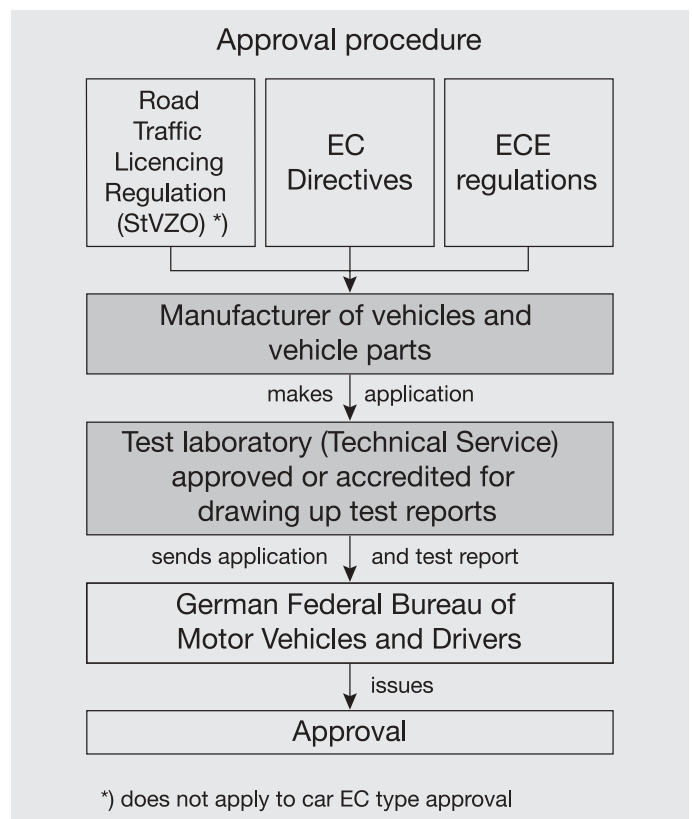 Approval procedure
Road
Traffic
Licencing
Regulation
(StVZO) *)
EC
Directives
ECE
regulations
Manufacturer of vehicles and
vehicle parts
makes application
Test laboratory (Technical Service)
approved or accredited for
drawing up test reports
sends application and test report
German Federal Bureau of
Motor Vehicles and Drivers
issues
Approval
*) does not apply to car EC type approval